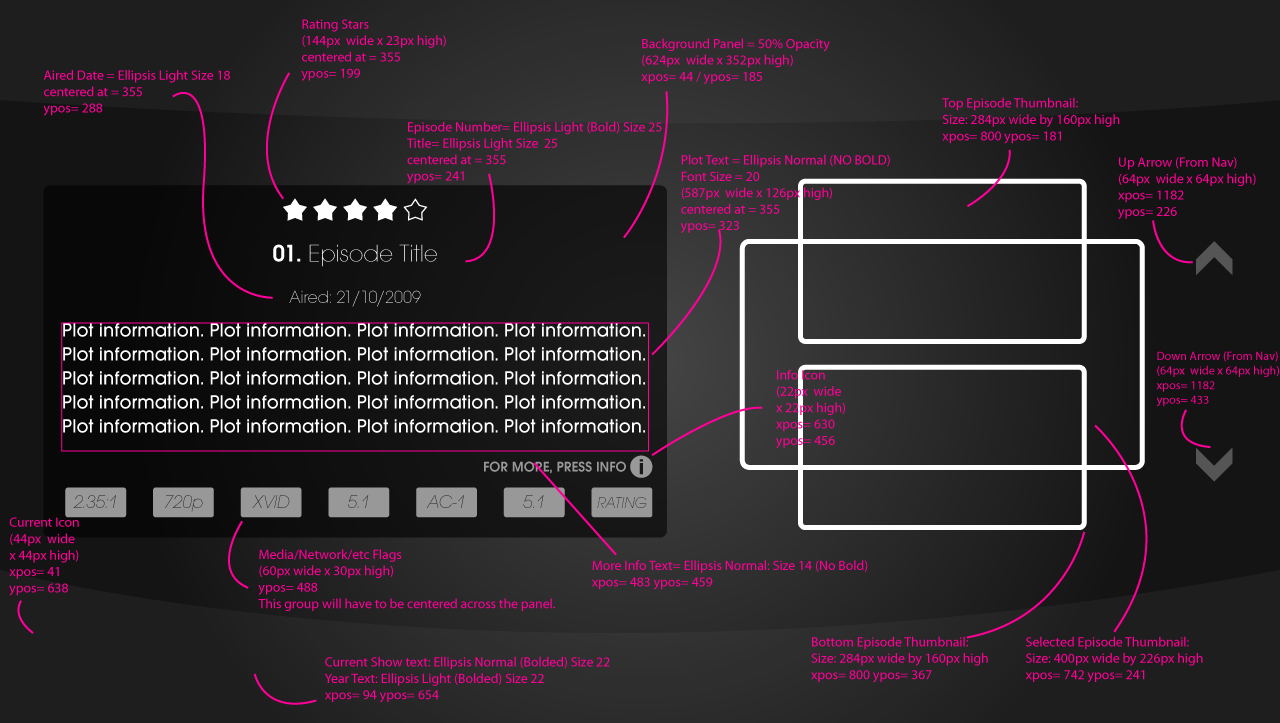 Rating Stars
(144px wide x 23px high)
centered at = 355
ypos= 199
Background Panel = 50% Opacity
(624px wide x 352px high)
xpos= 44 / ypos= 185
Aired Date = Ellipsis Light Size 18
centered at = 355
ypos= 288
Top Episode Thumbnail:
Size: 284px wide by 160px high
xpos= 800 ypos= 181
Episode Number= Ellipsis Light (Bold) Size 25
Title= Ellipsis Light Size 25
centered at = 355
ypos= 241
Plot Text = Ellipsis Normal (NO BOLD)
Font Size = 20
(587px wide x 126px high)
centered at = 355
ypos= 323
Up Arrow (From Nav)
(64px wide x 64px high)
xpos= 1182
ypos= 226
01. Episode Title
Aired: 21/10/2009
Plot information. Plot information. Plot information. Plot information.
Plot information. Plot information. Plot information. Plot information.
Plot information. Plot information. Plot information. Plot information.
Plot information. Plot information. Plot information. Plot information.
Plot information. Plot information. Plot information. Plot information.
Down Arrow (From Nav)
(64px wide x 64px high)
xpos= 1182
ypos= 433
Info Icon
(22px wide
x 22px high)
xpos= 630
ypos= 456
FOR MORE, PRESS INFO i
2.35:1 720p XVID 5.1 AC-1 5.1 RATING
Current Icon
(44px wide
x 44px high)
xpos= 41
ypos= 638
Media/Network/etc Flags
(60px wide x 30px high)
ypos= 488
This group will have to be centered across the panel.
More Info Text= Ellipsis Normal: Size 14 (No Bold)
xpos= 483 ypos= 459
Bottom Episode Thumbnail:
Size: 284px wide by 160px high
xpos= 800 ypos= 367
Selected Episode Thumbnail:
Size: 400px wide by 226px high
xpos= 742 ypos= 241
Current Show text: Ellipsis Normal (Bolded) Size 22
Year Text: Ellipsis Light (Bolded) Size 22
xpos= 94 ypos= 654